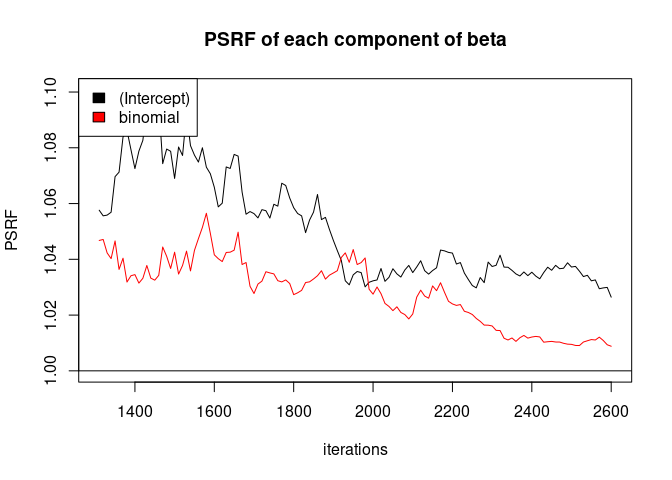 PSRF of each component of beta
(Intercept)
binomial
PSRF
1.10
1.08
1.06
1.04
1.02
1.00
1400 1600 1800 2000 2200 2400 2600
iterations